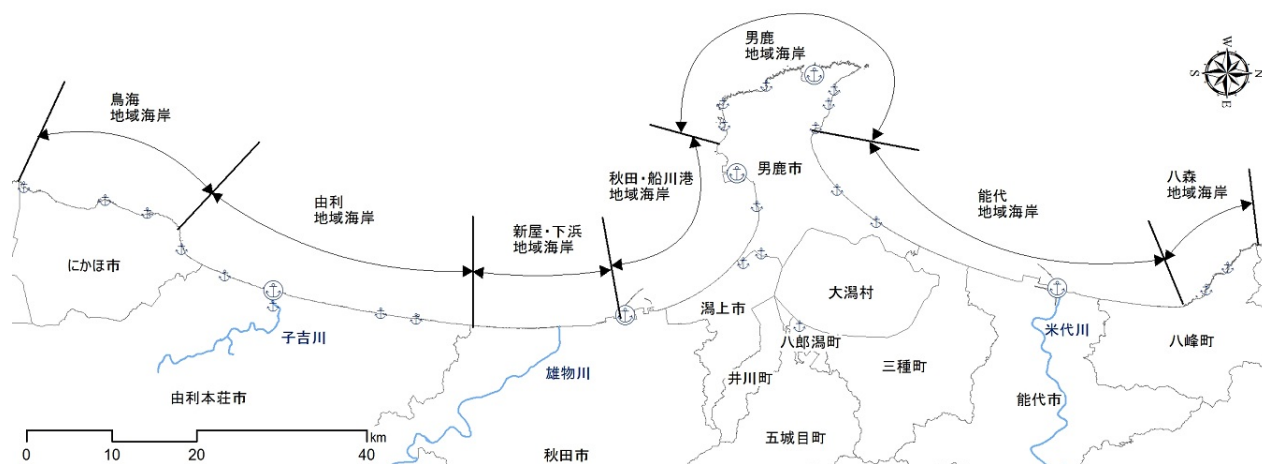 男鹿
地域海岸
W
S
N
E
鳥海
地域海岸
男鹿市
秋田・船川港
地域海岸
八森
地域海岸
能代
地域海岸
由利
地域海岸
新屋・下浜
地域海岸
にかほ市
大潟村
潟上市
子吉川
八郎潟町
米代川
八峰町
雄物川
井川町
三種町
由利本荘市
能代市
五城目町
秋田市
km
0
10
20
40